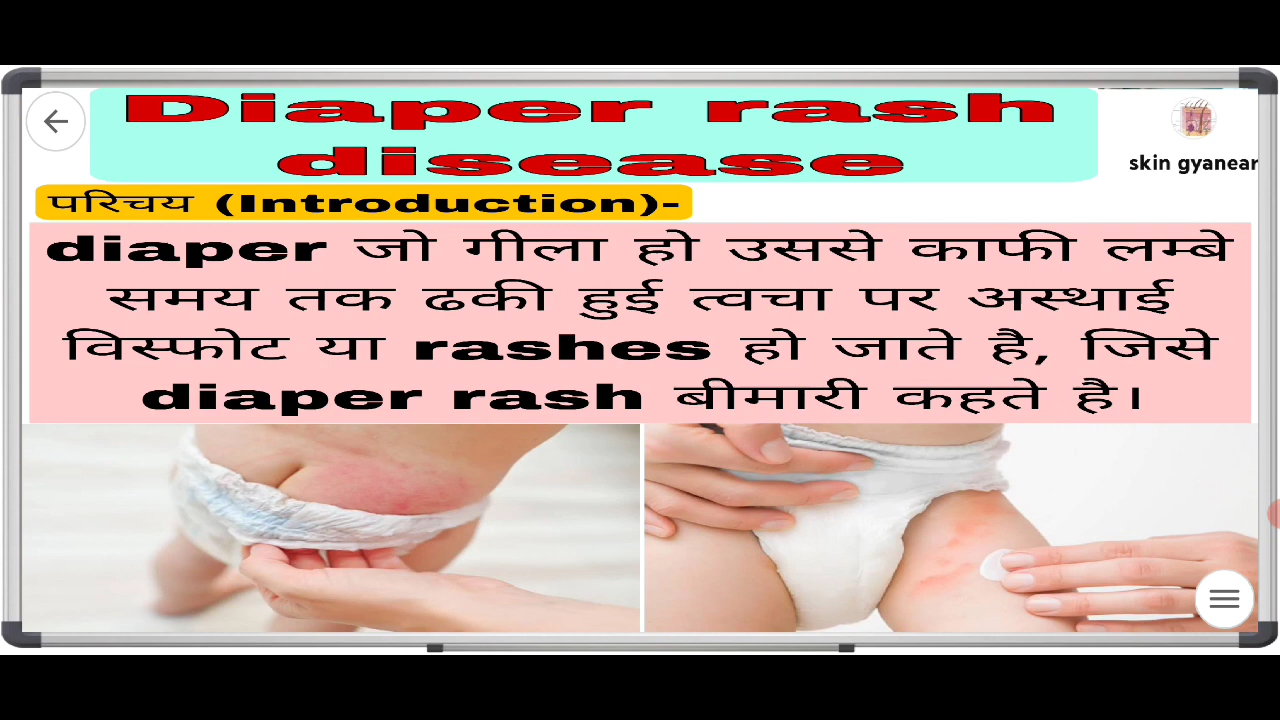 Diaper rash
disease
skin gyanear
परिचय (Introduction)-
diaper जो गीला हो उससे काफी लम्बे
समय तक ढकी हुई त्वचा पर अस्थाई
विस्फोट या rashes हो जाते है, जिसे
diaper rash बीमारी कहते है।